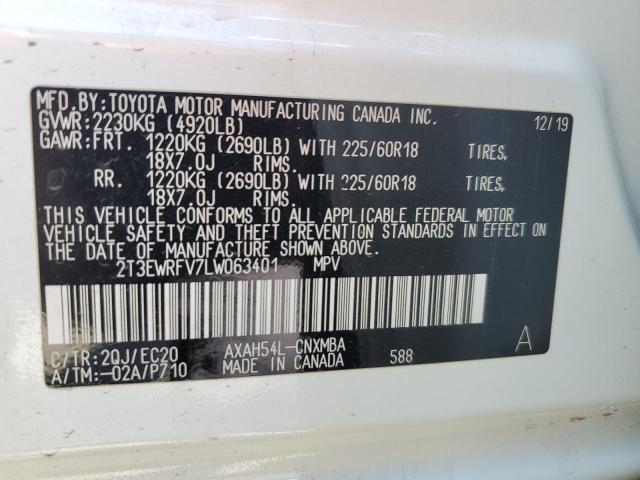 MFD.BY:TOYOTA MOTOR MANUFACTURING CANADA INC.
GVWR:2230KG (4920LB) 12/19
GAWR:FRT. 1220KG (2690LB) WITH 225/60R18 TIRES,
18X7.0J RIMS.
RR. 1220KG (2690LB) WITH 225/60R18 TIRES,
18X7.0J RIMS.
THIS VEHICLE CONFORMS TO ALL APPLICABLE FEDERAL MOTOR
VEHICLE SAFETY AND THEFT PREVENTION STANDARDS IN EFFECT ON
THE DATE OF MANUFACTURE SHOWN ABOVE.
2T3EWRFV7LW063401 MPV
C/TR:2QJ/EC20 AXAH54L-CNXMBA A
A/TM:-02A/P710 MADE IN CANADA 588